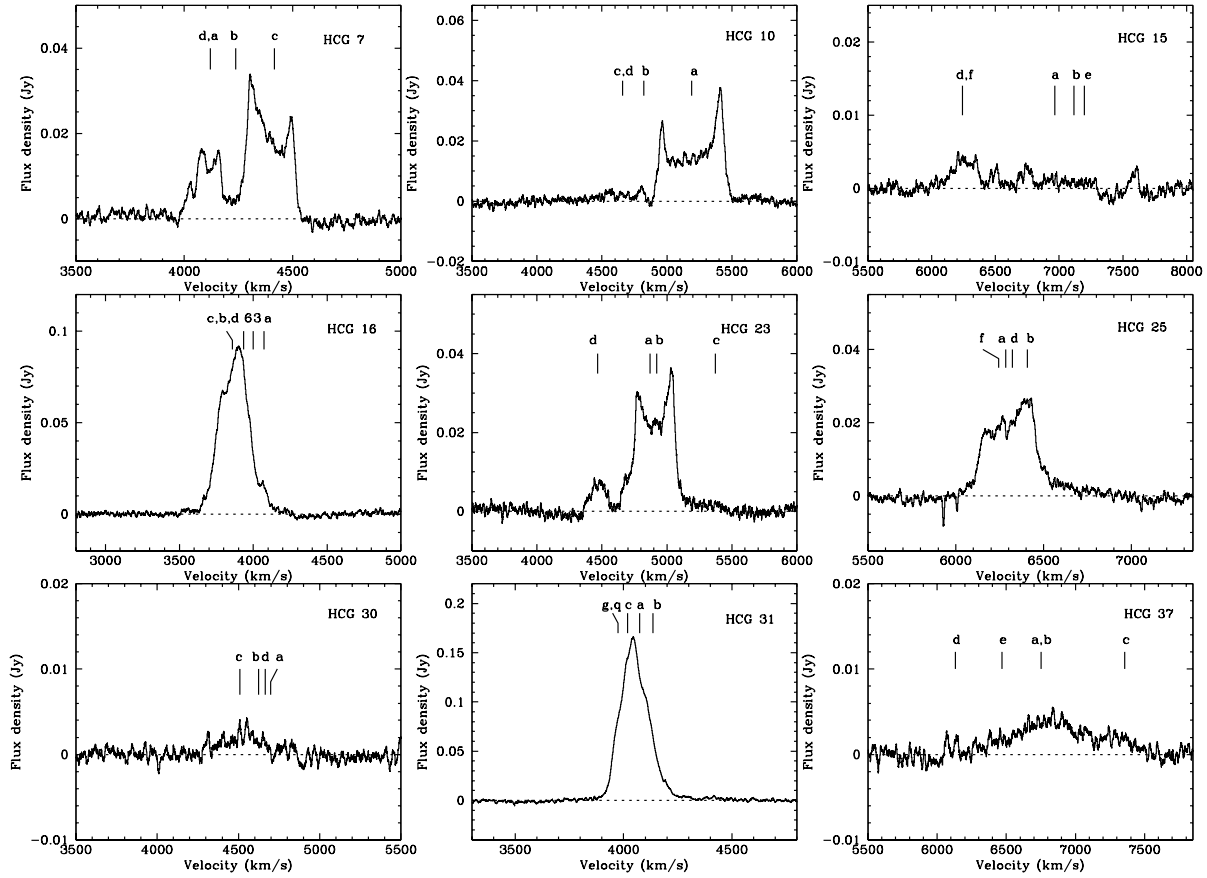 HCG 7
d,a b c
Flux density (Jy)
0.04
0.02
0
3500 4000 4500 5000
Velocity (km/s)
HCG 10
c,d b a
Flux density (Jy)
0.06
0.04
0.02
0
−0.02
3500 4000 4500 5000 5500 6000
Velocity (km/s)
HCG 15
d,f a b e
Flux density (Jy)
0.02
0.01
0
−0.01
5500 6000 6500 7000 7500 8000
Velocity (km/s)
HCG 16
c,b,d 63 a
Flux density (Jy)
0.1
0.05
0
3000 3500 4000 4500 5000
Velocity (km/s)
HCG 23
d a b c
Flux density (Jy)
0.04
0.02
0
3500 4000 4500 5000 5500 6000
Velocity (km/s)
HCG 25
f a d b
Flux density (Jy)
0.04
0.02
0
5500 6000 6500 7000
Velocity (km/s)
HCG 30
c b d a
Flux density (Jy)
0.02
0.01
0
−0.01
3500 4000 4500 5000 5500
Velocity (km/s)
HCG 31
g,q c a b
Flux density (Jy)
0.2
0.15
0.1
0.05
0
3500 4000 4500
Velocity (km/s)
HCG 37
d e a,b c
Flux density (Jy)
0.02
0.01
0
−0.01
5500 6000 6500 7000 7500
Velocity (km/s)